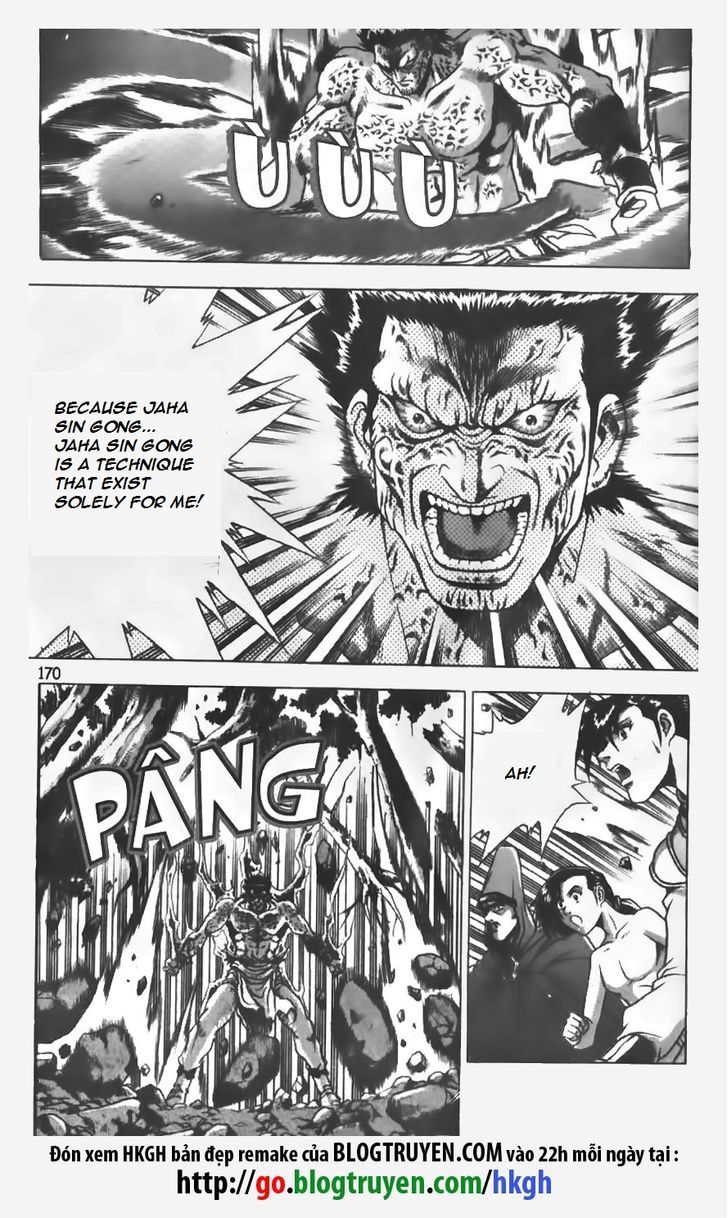 Ù Ù Ù
BECAUSE JAHA
SIN GONG...
JAHA SIN GONG
IS A TECHNIQUE
THAT EXIST
SOLELY FOR ME!
170
PÂNG
AH!
Đón xem HKGH bản đẹp remake của BLOGTRUYEN.COM vào 22h mỗi ngày tại :
http://go.blogtruyen.com/hkgh